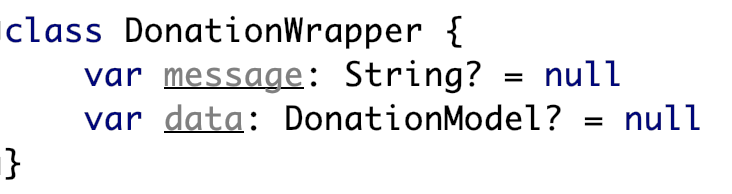 class DonationWrapper {
    var message: String? = null
    var data: DonationModel? = null
}